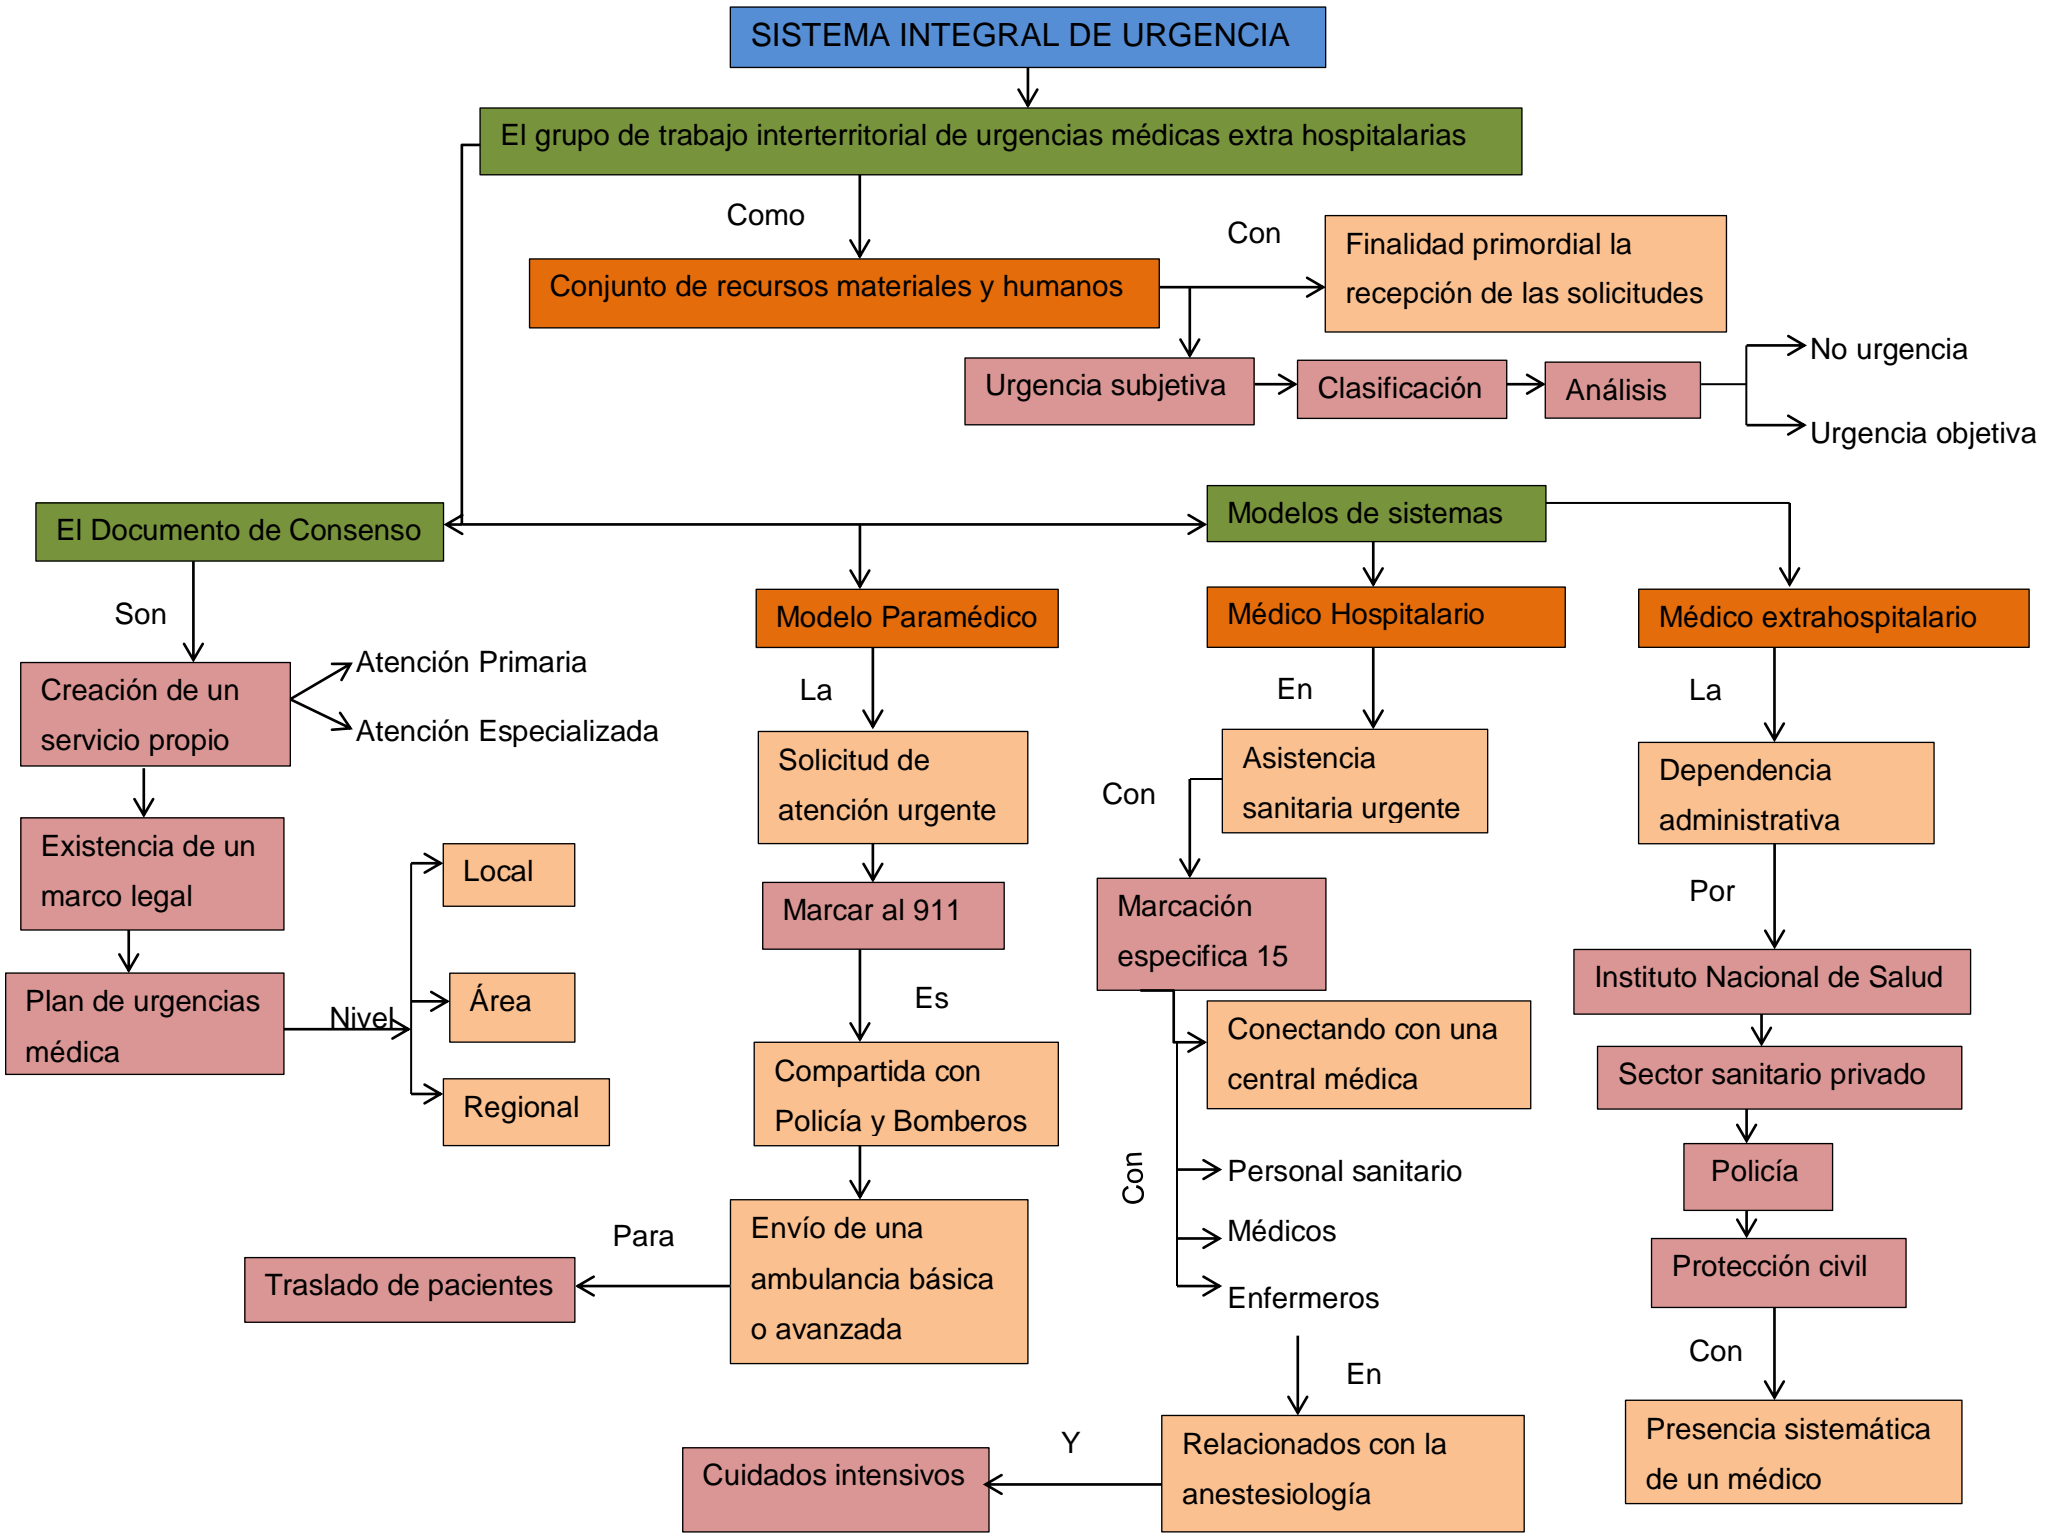 SISTEMA INTEGRAL DE URGENCIA
El grupo de trabajo interterritorial de urgencias médicas extra hospitalarias
Como
Con
Finalidad primordial la
recepción de las solicitudes
Conjunto de recursos materiales y humanos
Urgencia subjetiva
Clasificación
Análisis
No urgencia
Urgencia objetiva
El Documento de Consenso
Modelos de sistemas
Son
Creación de un
servicio propio
Atención Primaria
Atención Especializada
Existencia de un
marco legal
Plan de urgencias
médica
Nivel
Local
Área
Regional
Modelo Paramédico
La
Solicitud de
atención urgente
Marcar al 911
Es
Compartida con
Policía y Bomberos
Envío de una
ambulancia básica
o avanzada
Para
Traslado de pacientes
Médico Hospitalario
En
Asistencia
sanitaria urgente
Con
Marcación
especifica 15
Conectando con una
central médica
Con
Personal sanitario
Médicos
Enfermeros
En
Relacionados con la
anestesiología
Y
Cuidados intensivos
Médico extrahospitalario
La
Dependencia
administrativa
Por
Instituto Nacional de Salud
Sector sanitario privado
Policía
Protección civil
Con
Presencia sistemática
de un médico